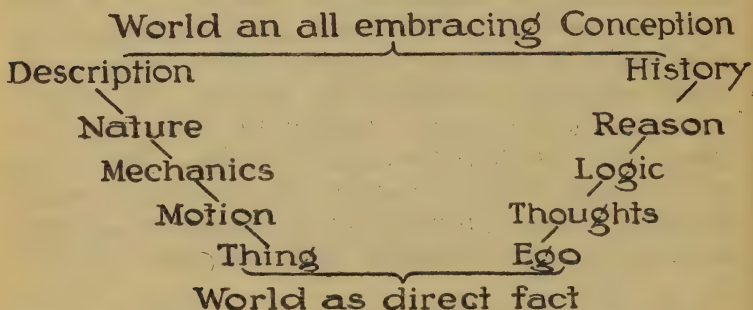 World an all embracing Conception
Description History
Nature Reason
Mechanics Logic
Motion Thoughts
Thing Ego
World as direct fact